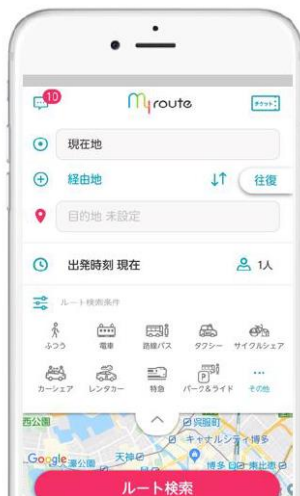 10
My route
チケット
現在地
経由地
往復
目的地 未設定
出発時刻 現在
1人
ルート検索条件
ふつう 電車 路線バス タクシー サイクルシェア
カーシェア レンタカー 特急 パーク&ライド その他
西公園
呉服町
キャナルシティ博多
Google
大濠公園
天神
博多
東比恵
ルート検索